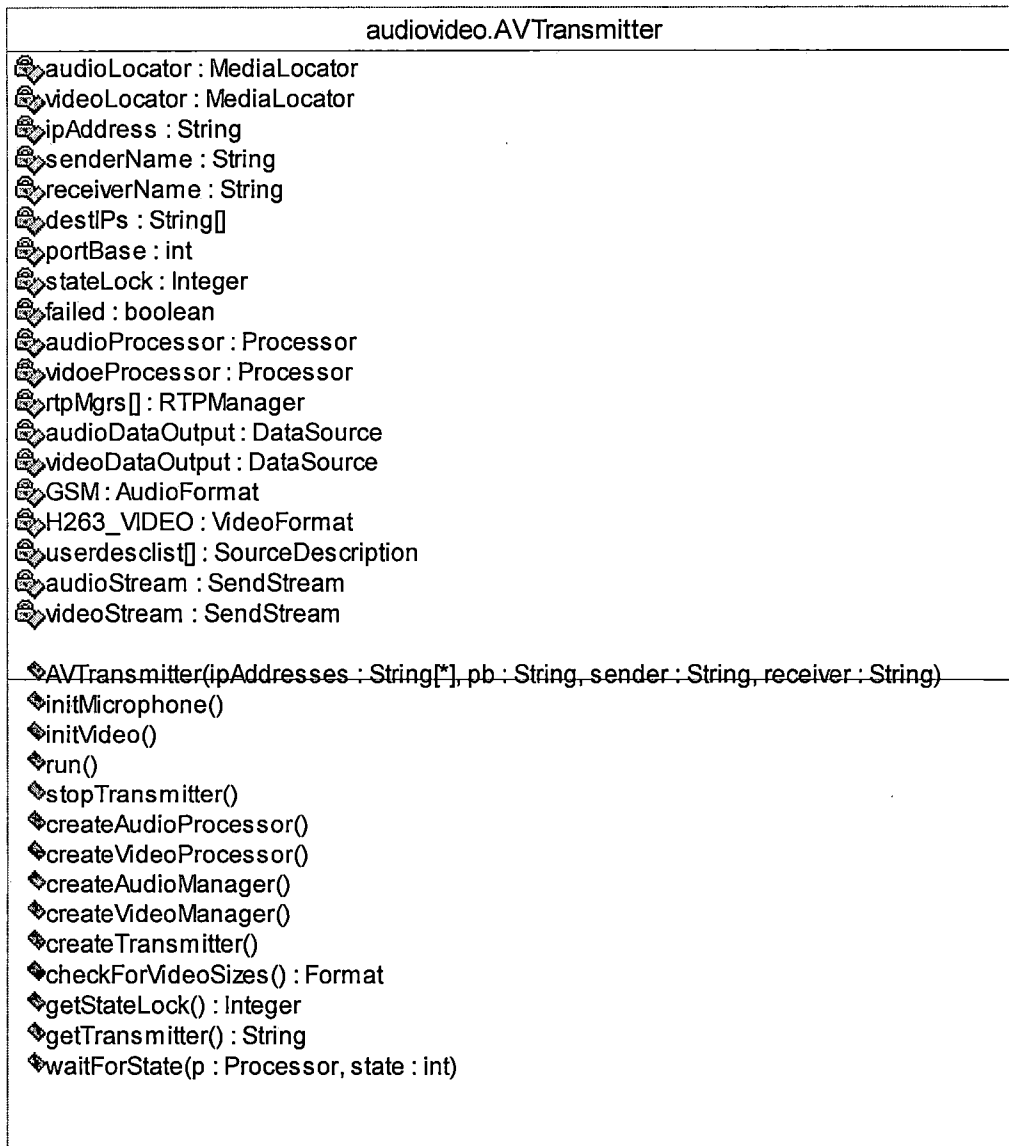 audiovideo.AVTransmitter
audioLocator : MediaLocator
videoLocator : MediaLocator
ipAddress : String
senderName : String
receiverName : String
destIPs : String[]
portBase : int
stateLock : Integer
failed : boolean
audioProcessor : Processor
vidoeProcessor : Processor
rtpMgrs[] : RTPManager
audioDataOutput : DataSource
videoDataOutput : DataSource
GSM : AudioFormat
H263_VIDEO : VideoFormat
userdesclist[] : SourceDescription
audioStream : SendStream
videoStream : SendStream
AVTransmitter(ipAddresses : String[*], pb : String, sender : String, receiver : String)
initMicrophone()
initVideo()
run()
stopTransmitter()
createAudioProcessor()
createVideoProcessor()
createAudioManager()
createVideoManager()
createTransmitter()
checkForVideoSizes() : Format
getStateLock() : Integer
getTransmitter() : String
waitForState(p : Processor, state : int)